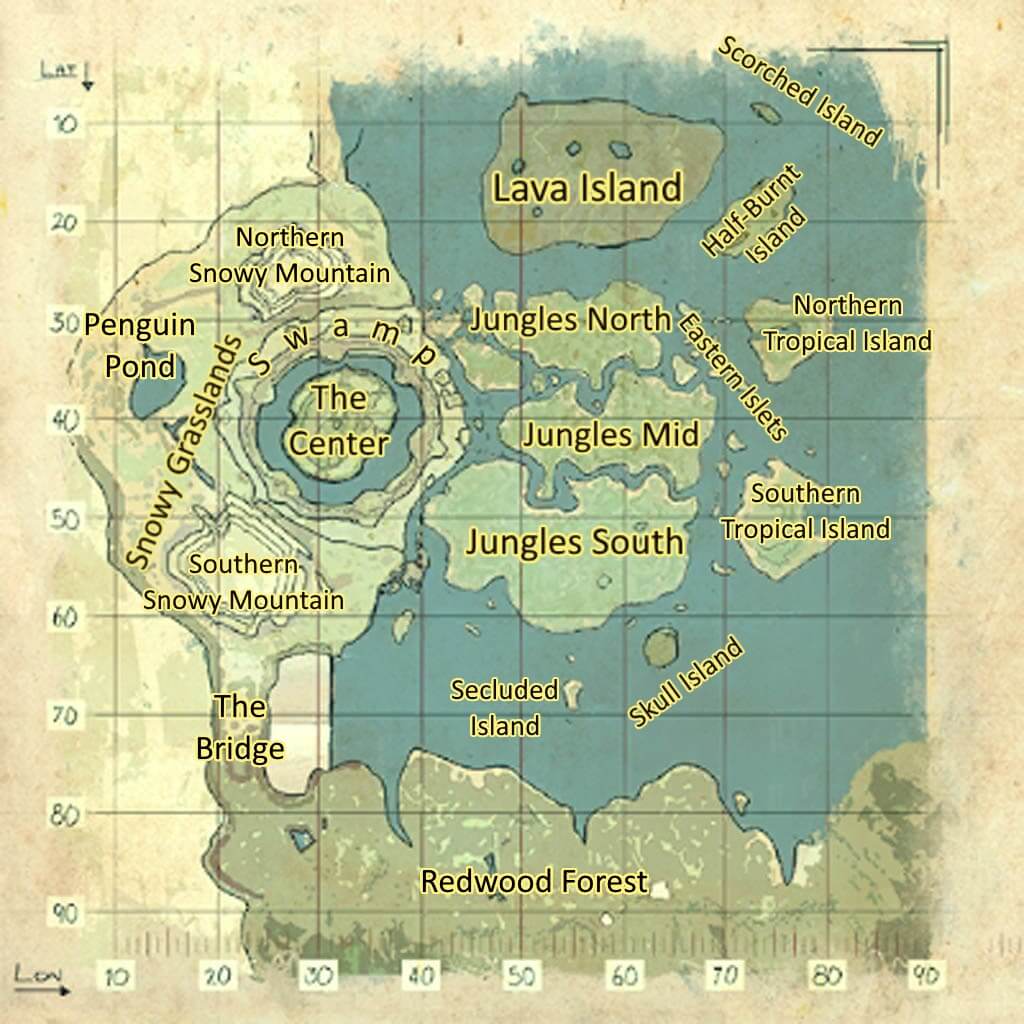 Scorched Island
LAT
10
Lava Island
Half-Burnt
Island
20
Northern
Snowy Mountain
30
Penguin
Pond
Swamp
Jungles North
Eastern Islets
Northern
Tropical Island
Snowy Grasslands
The
Center
40
Jungles Mid
50
Jungles South
Southern
Tropical Island
Southern
Snowy Mountain
60
The
Bridge
Secluded
Island
Skull Island
70
80
Redwood Forest
90
LON
10 20 30 40 50 60 70 80 90